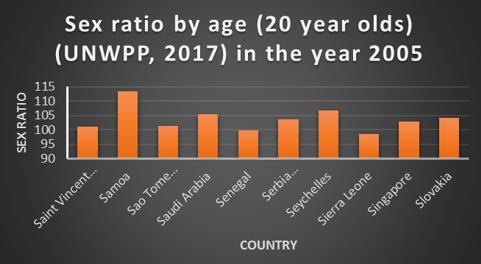 Sex ratio by age (20 year olds)
(UNWPP, 2017) in the year 2005
SEX RATIO
115
110
105
100
95
90
Saint Vincent...
Samoa
Sao Tome...
Saudi Arabia
Senegal
Serbia...
Seychelles
Sierra Leone
Singapore
Slovakia
COUNTRY